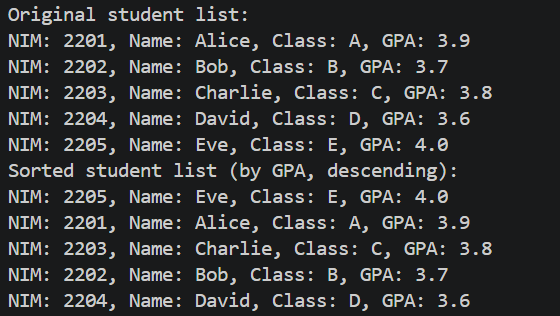 Original student list:
NIM: 2201, Name: Alice, Class: A, GPA: 3.9
NIM: 2202, Name: Bob, Class: B, GPA: 3.7
NIM: 2203, Name: Charlie, Class: C, GPA: 3.8
NIM: 2204, Name: David, Class: D, GPA: 3.6
NIM: 2205, Name: Eve, Class: E, GPA: 4.0
Sorted student list (by GPA, descending):
NIM: 2205, Name: Eve, Class: E, GPA: 4.0
NIM: 2201, Name: Alice, Class: A, GPA: 3.9
NIM: 2203, Name: Charlie, Class: C, GPA: 3.8
NIM: 2202, Name: Bob, Class: B, GPA: 3.7
NIM: 2204, Name: David, Class: D, GPA: 3.6